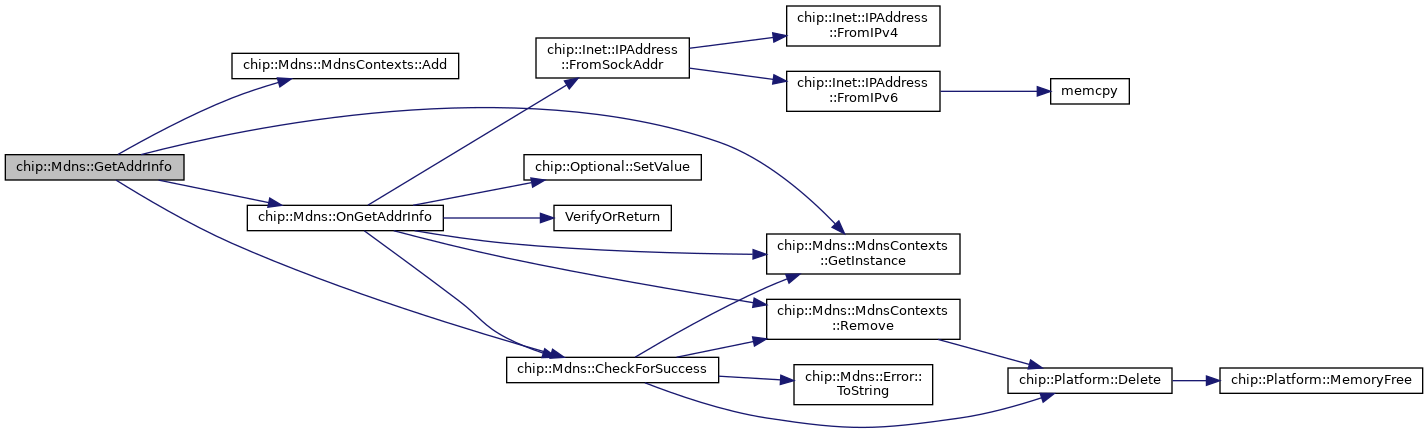 chip::Mdns::GetAddrInfo
chip::Mdns::MdnsContexts::Add
chip::Mdns::OnGetAddrInfo
chip::Inet::IPAddress
::FromSockAddr
chip::Optional::SetValue
VerifyOrReturn
chip::Mdns::CheckForSuccess
chip::Inet::IPAddress
::FromIPv4
chip::Inet::IPAddress
::FromIPv6
memcpy
chip::Mdns::MdnsContexts
::GetInstance
chip::Mdns::MdnsContexts
::Remove
chip::Mdns::Error::
ToString
chip::Platform::Delete
chip::Platform::MemoryFree